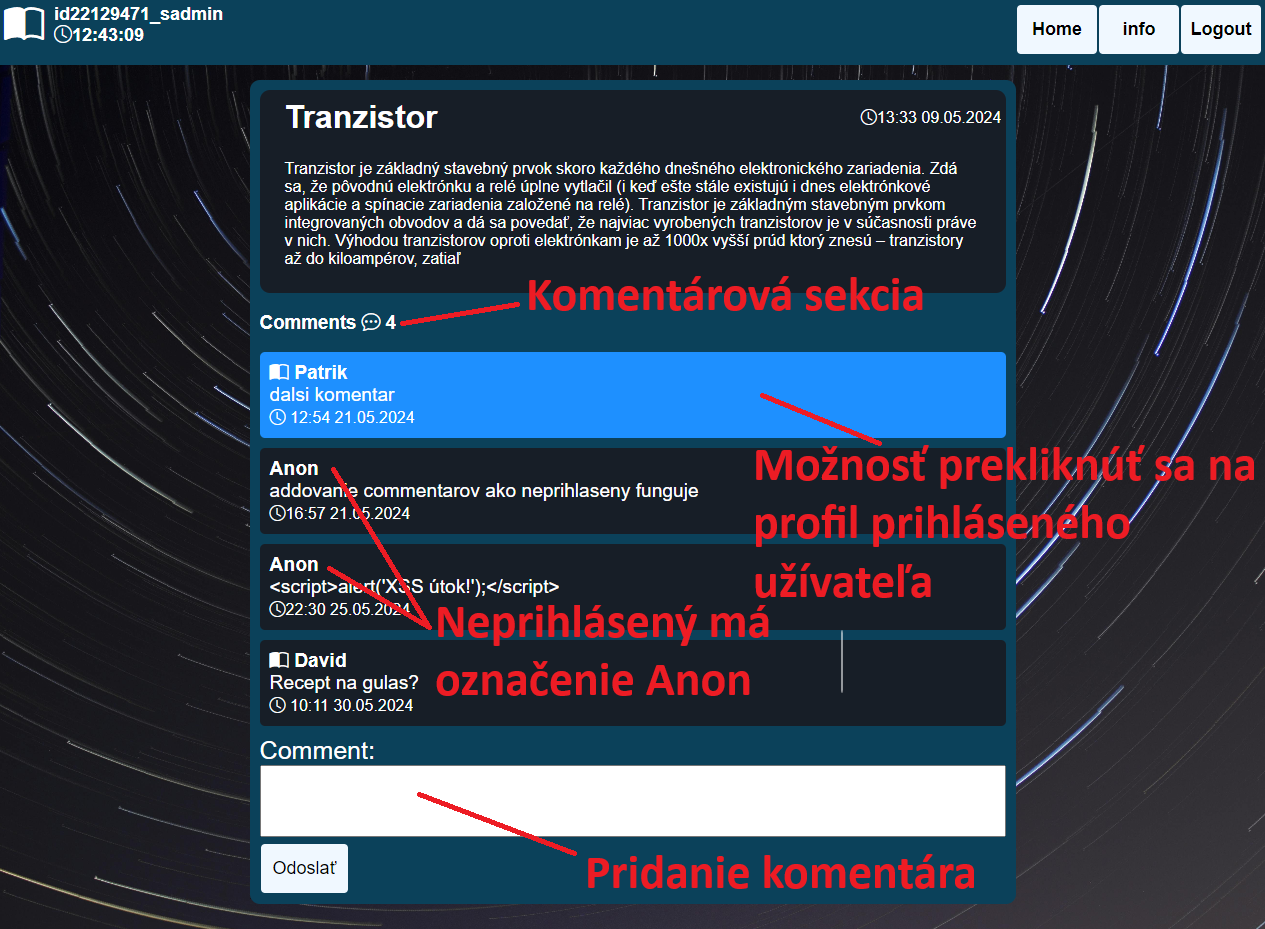 id22129471_sadmin
12:43:09
Home
info
Logout
Tranzistor
13:33 09.05.2024
Tranzistor je základný stavebný prvok skoro každého dnešného elektronického zariadenia. Zdá
sa, že pôvodnú elektrónku a relé úplne vytlačil (i keď ešte stále existujú i dnes elektrónkové
aplikácie a spínacie zariadenia založené na relé). Tranzistor je základným stavebným prvkom
integrovaných obvodov a dá sa povedať, že najviac vyrobených tranzistorov je v súčasnosti práve
v nich. Výhodou tranzistorov oproti elektrónkam je až 1000x vyšší prúd ktorý znesú – tranzistory
až do kiloampérov, zatiaľ
Komentárová sekcia
Comments 4
Patrik
dalsi komentar
12:54 21.05.2024
Možnosť prekliknúť sa na
profil prihláseného
užívateľa
Anon
addovanie commentarov ako neprihlaseny funguje
16:57 21.05.2024
Anon
<script>alert('XSS útok!');</script>
22:30 25.05.2024
Neprihlásený má
označenie Anon
David
Recept na gulas?
10:11 30.05.2024
Comment:
Odoslať
Pridanie komentára